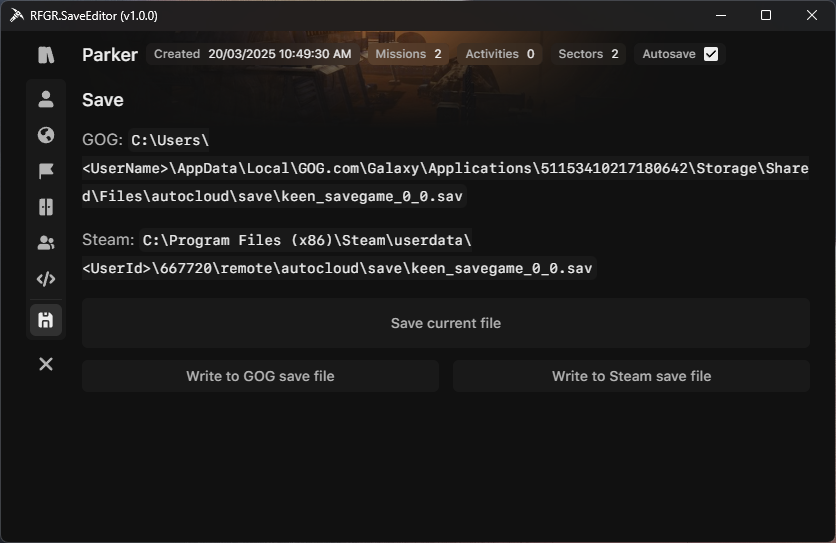 RFGR.SaveEditor (v1.0.0)
Parker Created 20/03/2025 10:49:30 AM Missions 2 Activities 0 Sectors 2 Autosave
Save
GOG: C:\Users\
<UserName>\AppData\Local\GOG.com\Galaxy\Applications\51153410217180642\Storage\Share
d\Files\autocloud\save\keen_savegame_0_0.sav
Steam: C:\Program Files (x86)\Steam\userdata\
<UserId>\667720\remote\autocloud\save\keen_savegame_0_0.sav
Save current file
Write to GOG save file Write to Steam save file